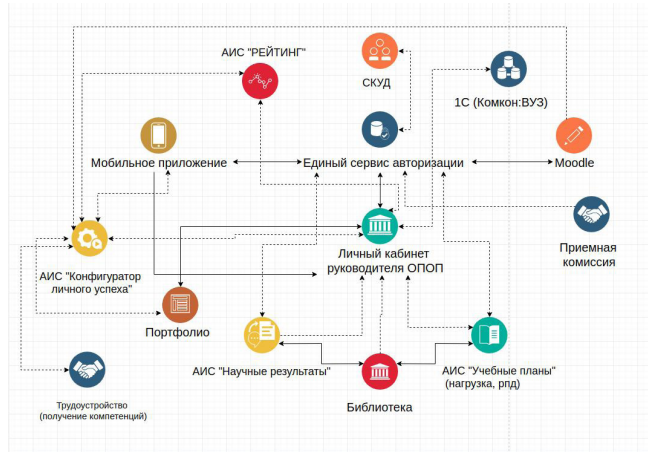 АИС "РЕЙТИНГ"
СКУД
1С (Комкон:ВУЗ)
Мобильное приложение
Единый сервис авторизации
Moodle
Приемная
комиссия
Личный кабинет
руководителя ОПОП
АИС "Конфигуратор
личного успеха"
Портфолио
АИС "Научные результаты"
АИС "Учебные планы"
(нагрузка, рпд)
Библиотека
Трудоустройство
(получение компетенций)